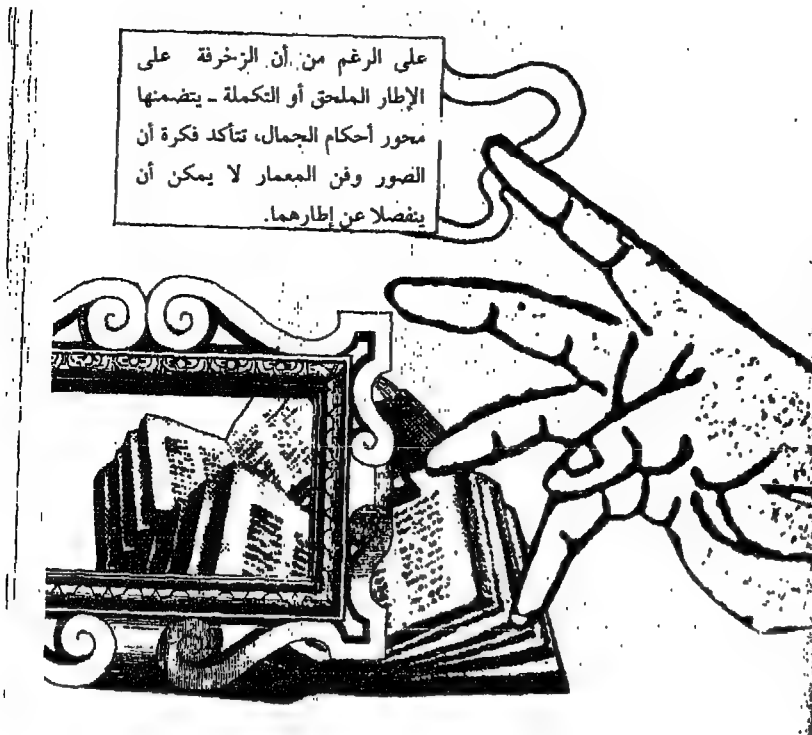 على الرغم من أن الزخرفة على
الإطار الملحق أو التكملة ـ يتضمنها
محور أحكام الجمال، تتأكد فكرة أن
الصور وفن المعمار لا يمكن أن
ينفصلا عن إطارهما.